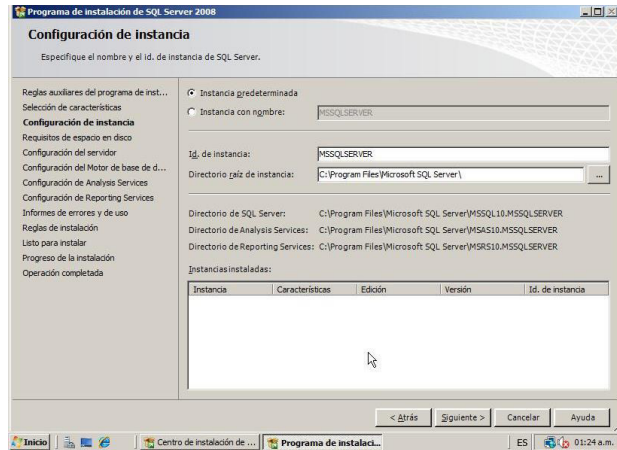 Programa de instalación de SQL Server 2008
Configuración de instancia
Especifique el nombre y el id. de instancia de SQL Server.
Reglas auxiliares del programa de inst...
Selección de características
Configuración de instancia
Requisitos de espacio en disco
Configuración del servidor
Configuración del Motor de base de d...
Configuración de Analysis Services
Configuración de Reporting Services
Informes de errores y de uso
Reglas de instalación
Listo para instalar
Progreso de la instalación
Operación completada
Instancia predeterminada
Instancia con nombre: MSSQLSERVER
Id. de instancia: MSSQLSERVER
Directorio raíz de instancia: C:\Program Files\Microsoft SQL Server\ ...
Directorio de SQL Server: C:\Program Files\Microsoft SQL Server\MSSQL10.MSSQLSERVER
Directorio de Analysis Services: C:\Program Files\Microsoft SQL Server\MSAS10.MSSQLSERVER
Directorio de Reporting Services: C:\Program Files\Microsoft SQL Server\MSRS10.MSSQLSERVER
Instancias instaladas:
Instancia Características Edición Versión Id. de instancia
< Atrás Siguiente > Cancelar Ayuda
Inicio Centro de instalación de ... Programa de instalaci... ES 01:24 a.m.